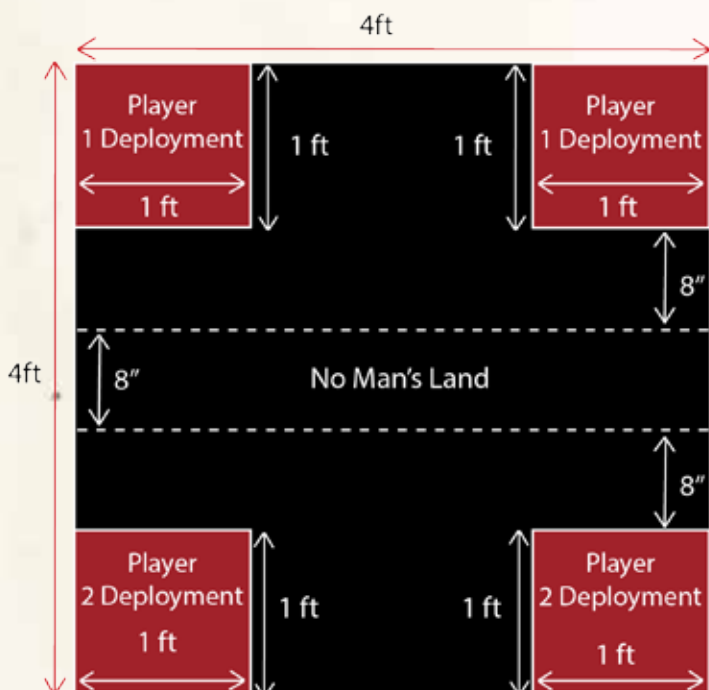 4ft
Player
1 Deployment
1 ft
1 ft
1 ft
Player
1 Deployment
1 ft
8”
4ft
8”
No Man’s Land
8”
Player
2 Deployment
1 ft
1 ft
1 ft
Player
2 Deployment
1 ft